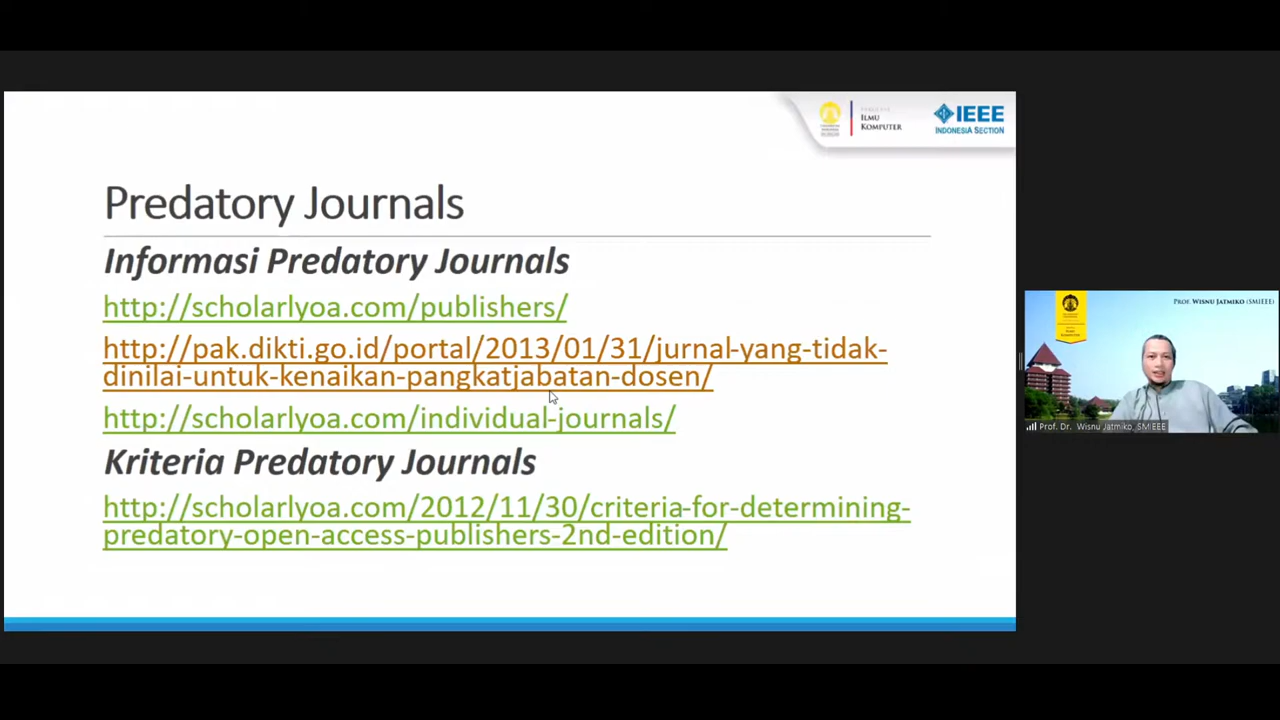 ILMU
KOMPUTER
IEEE
INDONESIA SECTION
Predatory Journals
Informasi Predatory Journals
http://scholarlyoa.com/publishers/
http://pak.dikti.go.id/portal/2013/01/31/jurnal-yang-tidak-
dinilai-untuk-kenaikan-pangkatjabatan-dosen/
http://scholarlyoa.com/individual-journals/
Kriteria Predatory Journals
http://scholarlyoa.com/2012/11/30/criteria-for-determining-
predatory-open-access-publishers-2nd-edition/
PROF. WISNU JATMIKO (SMIEEE)
Prof. Dr. Wisnu Jatmiko, SMIEEE